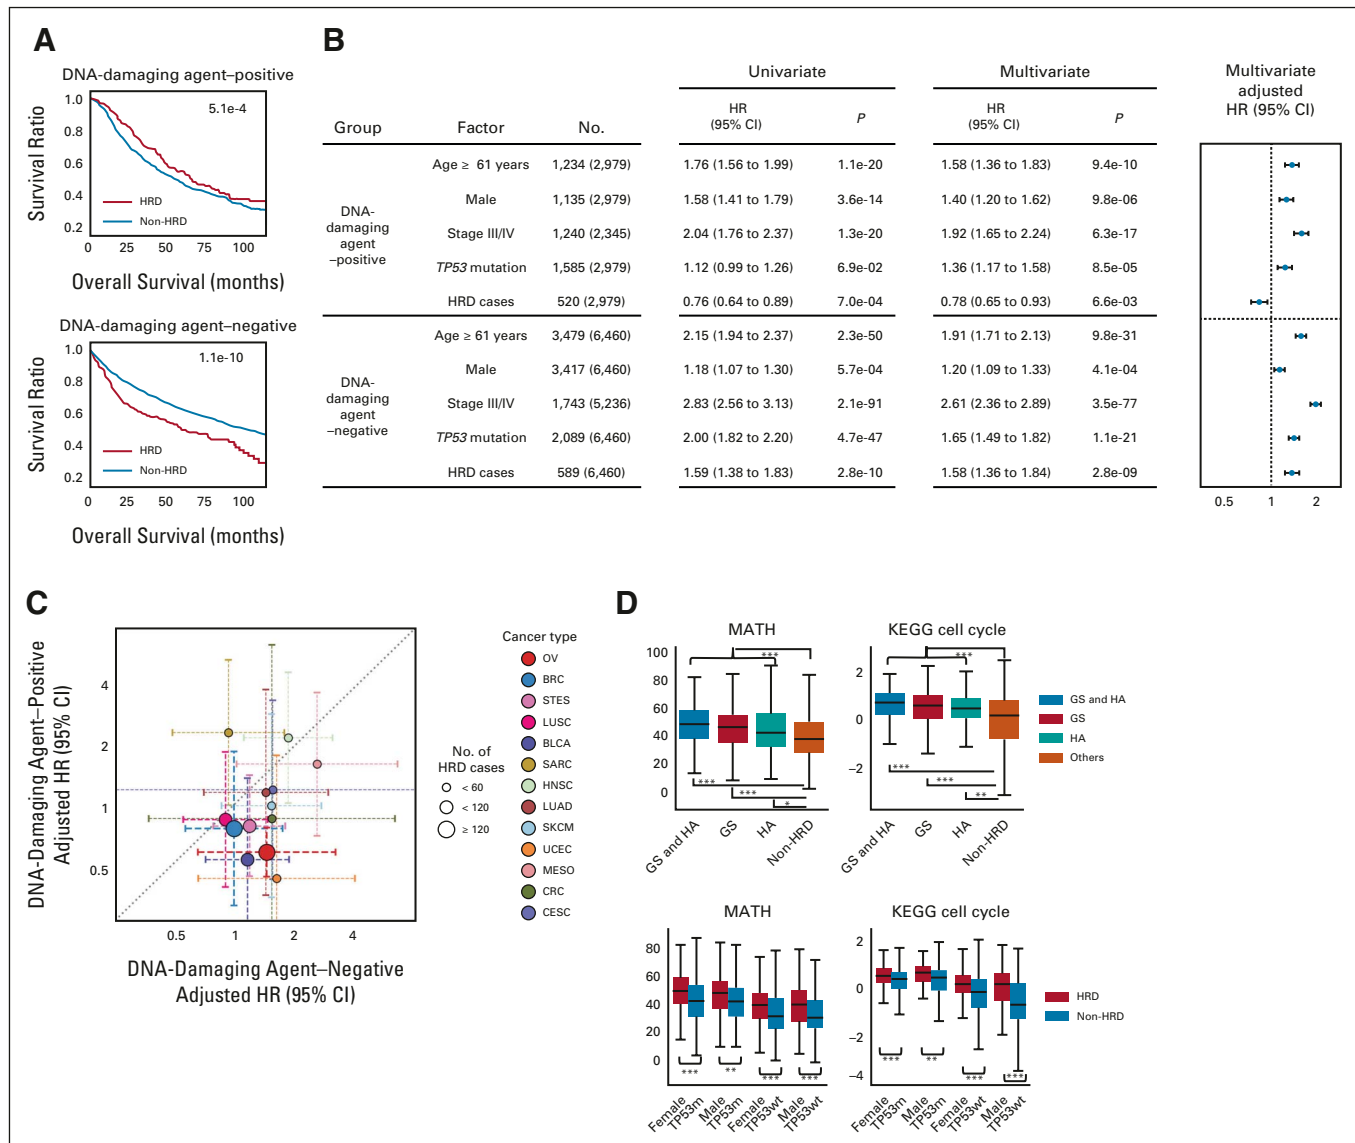 A
DNA-damaging agent–positive
5.1e-4
Survival Ratio
1.0
0.8
0.6
0.4
0.2
HRD
Non-HRD
0 25 50 75 100
Overall Survival (months)
DNA-damaging agent–negative
1.1e-10
Survival Ratio
1.0
0.8
0.6
0.4
0.2
HRD
Non-HRD
0 25 50 75 100
Overall Survival (months)
B
Univariate Multivariate Multivariate
adjusted
HR (95% CI)
Group Factor No. HR
(95% CI) P HR
(95% CI) P
DNA-
damaging
agent
–positive
Age ≥ 61 years 1,234 (2,979) 1.76 (1.56 to 1.99) 1.1e-20 1.58 (1.36 to 1.83) 9.4e-10
Male 1,135 (2,979) 1.58 (1.41 to 1.79) 3.6e-14 1.40 (1.20 to 1.62) 9.8e-06
Stage III/IV 1,240 (2,345) 2.04 (1.76 to 2.37) 1.3e-20 1.92 (1.65 to 2.24) 6.3e-17
TP53 mutation 1,585 (2,979) 1.12 (0.99 to 1.26) 6.9e-02 1.36 (1.17 to 1.58) 8.5e-05
HRD cases 520 (2,979) 0.76 (0.64 to 0.89) 7.0e-04 0.78 (0.65 to 0.93) 6.6e-03
DNA-
damaging
agent
–negative
Age ≥ 61 years 3,479 (6,460) 2.15 (1.94 to 2.37) 2.3e-50 1.91 (1.71 to 2.13) 9.8e-31
Male 3,417 (6,460) 1.18 (1.07 to 1.30) 5.7e-04 1.20 (1.09 to 1.33) 4.1e-04
Stage III/IV 1,743 (5,236) 2.83 (2.56 to 3.13) 2.1e-91 2.61 (2.36 to 2.89) 3.5e-77
TP53 mutation 2,089 (6,460) 2.00 (1.82 to 2.20) 4.7e-47 1.65 (1.49 to 1.82) 1.1e-21
HRD cases 589 (6,460) 1.59 (1.38 to 1.83) 2.8e-10 1.58 (1.36 to 1.84) 2.8e-09
0.5 1 2
C
DNA-Damaging Agent–Positive
Adjusted HR (95% CI)
4
2
1
0.5
0.5 1 2 4
DNA-Damaging Agent–Negative
Adjusted HR (95% CI)
No. of
HRD cases
< 60
< 120
≥ 120
Cancer type
OV
BRC
STES
LUSC
BLCA
SARC
HNSC
LUAD
SKCM
UCEC
MESO
CRC
CESC
D
MATH
100
80
60
40
20
0
***
***
***
*
GS and HA GS HA Non-HRD
KEGG cell cycle
2
0
−2
***
***
***
**
GS and HA GS HA Non-HRD
GS and HA
GS
HA
Others
MATH
80
60
40
20
0
*** ** *** ***
Female
TP53m
Male
TP53m
Female
TP53wt
Male
TP53wt
KEGG cell cycle
2
0
−2
−4
*** ** *** ***
Female
TP53m
Male
TP53m
Female
TP53wt
Male
TP53wt
HRD
Non-HRD